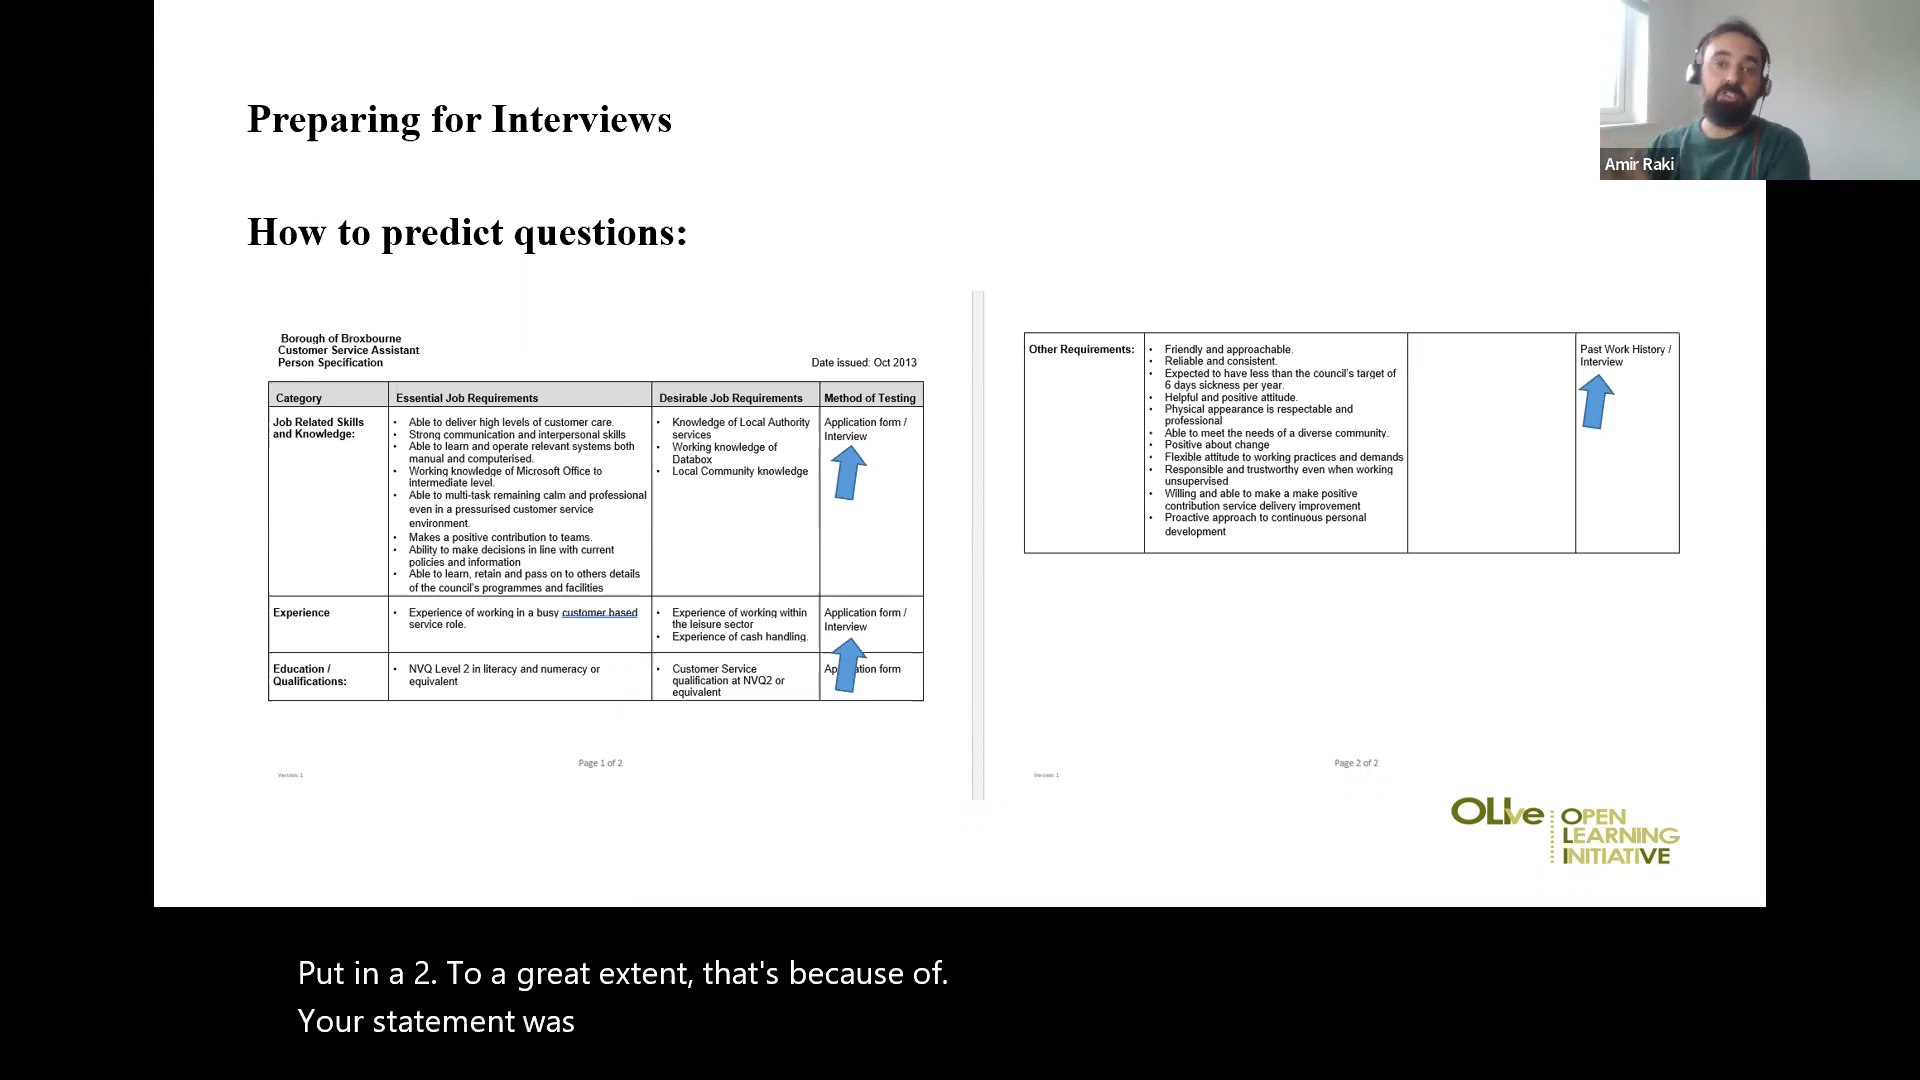 Preparing for Interviews
Amir Raki
How to predict questions:
Borough of Broxbourne
Customer Service Assistant
Person Specification
Date issued: Oct 2013
Category
Essential Job Requirements
Desirable Job Requirements
Method of Testing
Job Related Skills
and Knowledge:
• Able to deliver high levels of customer care.
• Strong communication and interpersonal skills
• Able to learn and operate relevant systems both
manual and computerised.
• Working knowledge of Microsoft Office to
intermediate level.
• Able to multi-task remaining calm and professional
even in a pressurised customer service
environment.
• Makes a positive contribution to teams.
• Ability to make decisions in line with current
policies and information
• Able to learn, retain and pass on to others details
of the council's programmes and facilities
• Knowledge of Local Authority
services
• Working knowledge of
Databox
• Local Community knowledge
Application form /
Interview
Experience
• Experience of working in a busy customer based
service role.
• Experience of working within
the leisure sector
• Experience of cash handling.
Application form /
Interview
Education /
Qualifications:
• NVQ Level 2 in literacy and numeracy or
equivalent
• Customer Service
qualification at NVQ2 or
equivalent
form
Page 1 of 2
Version: 1
Other Requirements:
• Friendly and approachable.
• Reliable and consistent.
• Expected to have less than the council's target of
6 days sickness per year.
• Helpful and positive attitude.
• Physical appearance is respectable and
professional
• Able to meet the needs of a diverse community.
• Positive about change
• Flexible attitude to working practices and demands
• Responsible and trustworthy even when working
unsupervised
• Willing and able to make a make positive
contribution service delivery improvement
• Proactive approach to continuous personal
development
Past Work History /
Interview
Page 2 of 2
Version: 1
OLIve
OPEN
LEARNING
INITIATIVE
Put in a 2. To a great extent, that's because of.
Your statement was